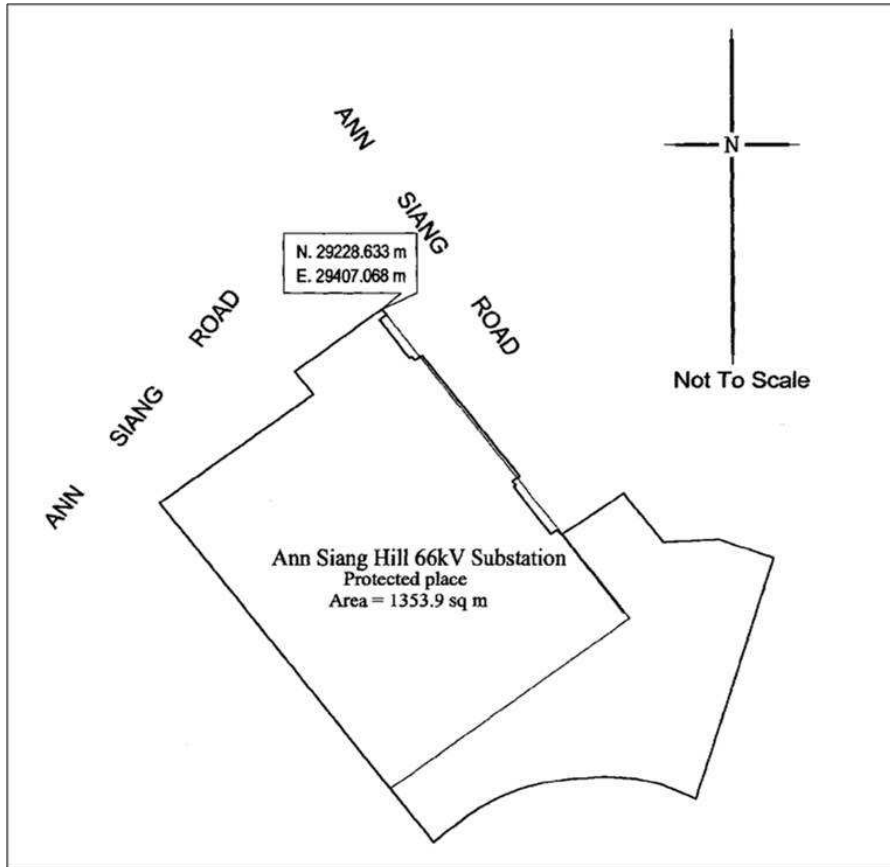 ANN SIANG ROAD
N
N. 29228.633 m
E. 29407.068 m
ANN SIANG ROAD
Not To Scale
Ann Siang Hill 66kV Substation
Protected place
Area = 1353.9 sq m